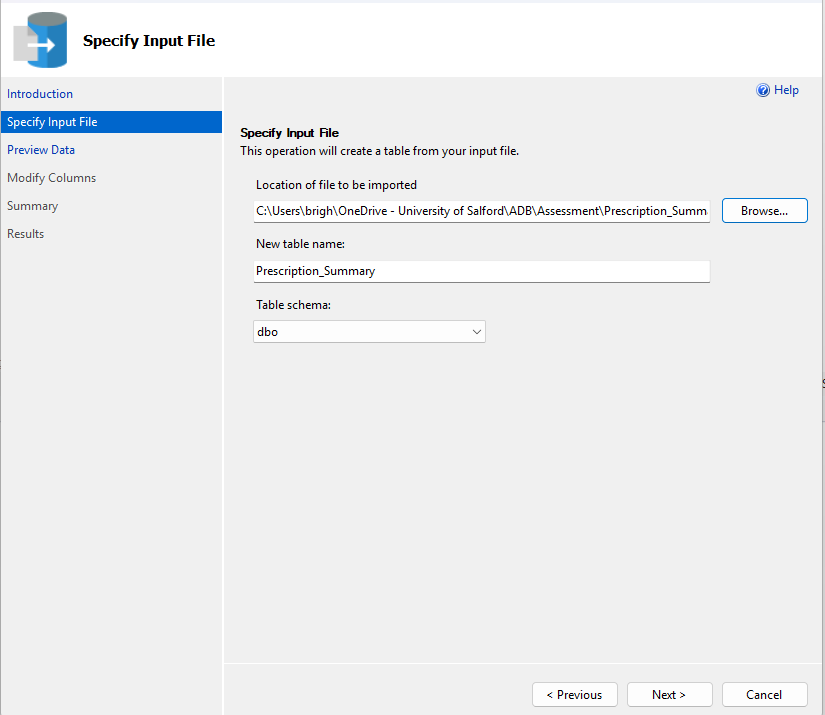 Specify Input File
Introduction
Specify Input File
Preview Data
Modify Columns
Summary
Results
Help
Specify Input File
This operation will create a table from your input file.
Location of file to be imported
C:\Users\brigh\OneDrive - University of Salford\ADB\Assessment\Prescription_Summ
Browse...
New table name:
Prescription_Summary
Table schema:
dbo
< Previous
Next >
Cancel